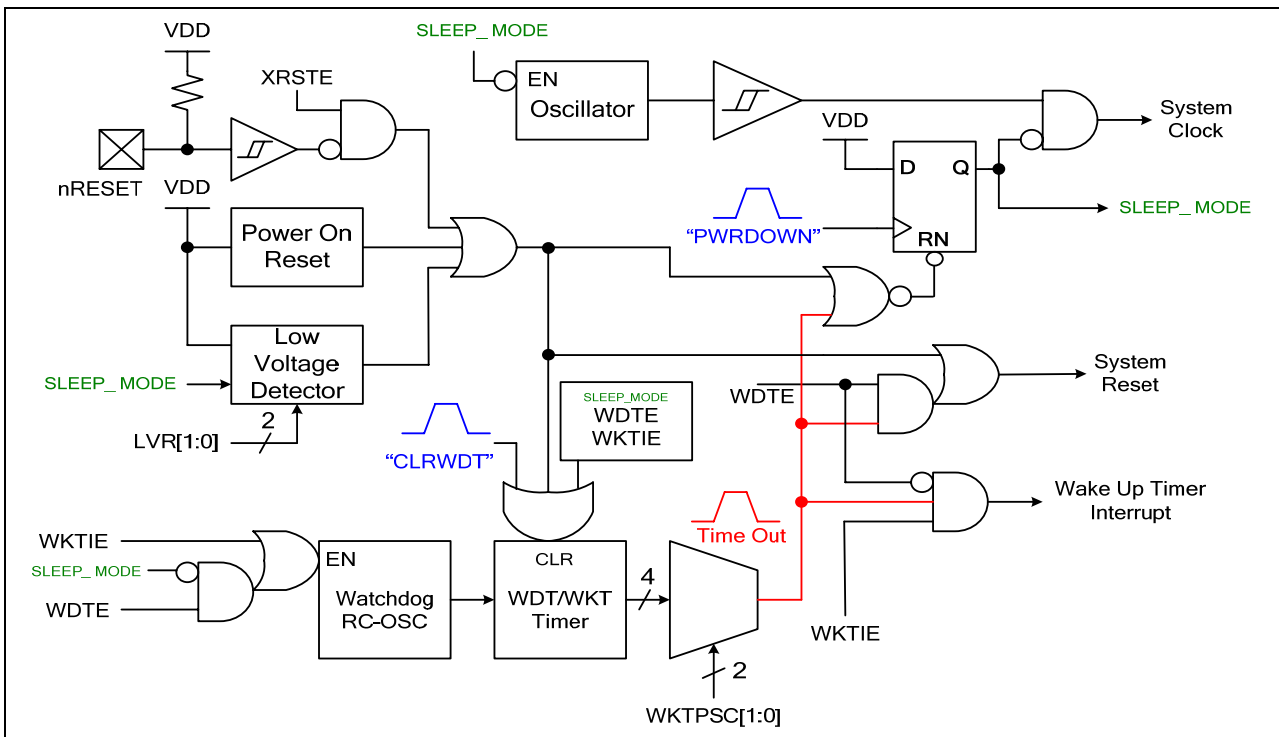 VDD
SLEEP_ MODE
XRSTE
EN
Oscillator
System
Clock
VDD
nRESET
D
Q
VDD
SLEEP_ MODE
Power On
Reset
"PWRDOWN"
RN
Low
Voltage
Detector
SLEEP_ MODE
System
Reset
WDTE
SLEEP_MODE
WDTE
WKTIE
LVR[1:0]
2
"CLRWDT"
Wake Up Timer
Interrupt
Time Out
WKTIE
SLEEP_ MODE
WDTE
EN
Watchdog
RC-OSC
CLR
WDT/WKT
Timer
4
WKTIE
2
WKTPSC[1:0]